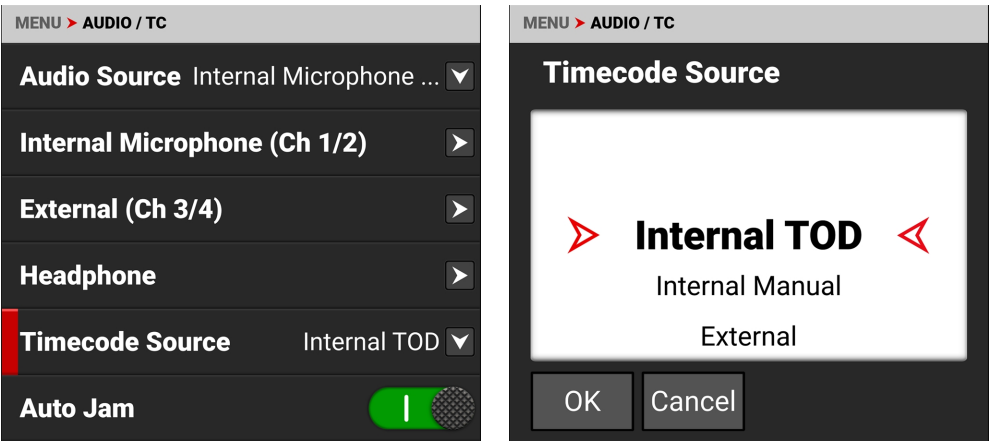 MENU > AUDIO / TC
Audio Source Internal Microphone ...
Internal Microphone (Ch 1/2)
External (Ch 3/4)
Headphone
Timecode Source Internal TOD
Auto Jam
MENU > AUDIO / TC
Timecode Source
Internal TOD
Internal Manual
External
OK Cancel